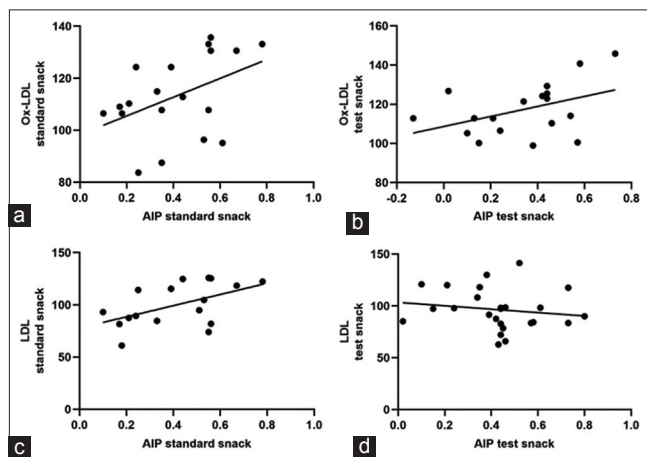 Ox-LDL
standard snack
140
120
100
80
0.0 0.2 0.4 0.6 0.8 1.0
AIP standard snack
a
Ox-LDL
test snack
160
140
120
100
80
-0.2 0.0 0.2 0.4 0.6 0.8
AIP test snack
b
LDL
standard snack
150
100
50
0
0.0 0.2 0.4 0.6 0.8 1.0
AIP standard snack
c
LDL
test snack
150
100
50
0
0.0 0.2 0.4 0.6 0.8 1.0
AIP test snack
d